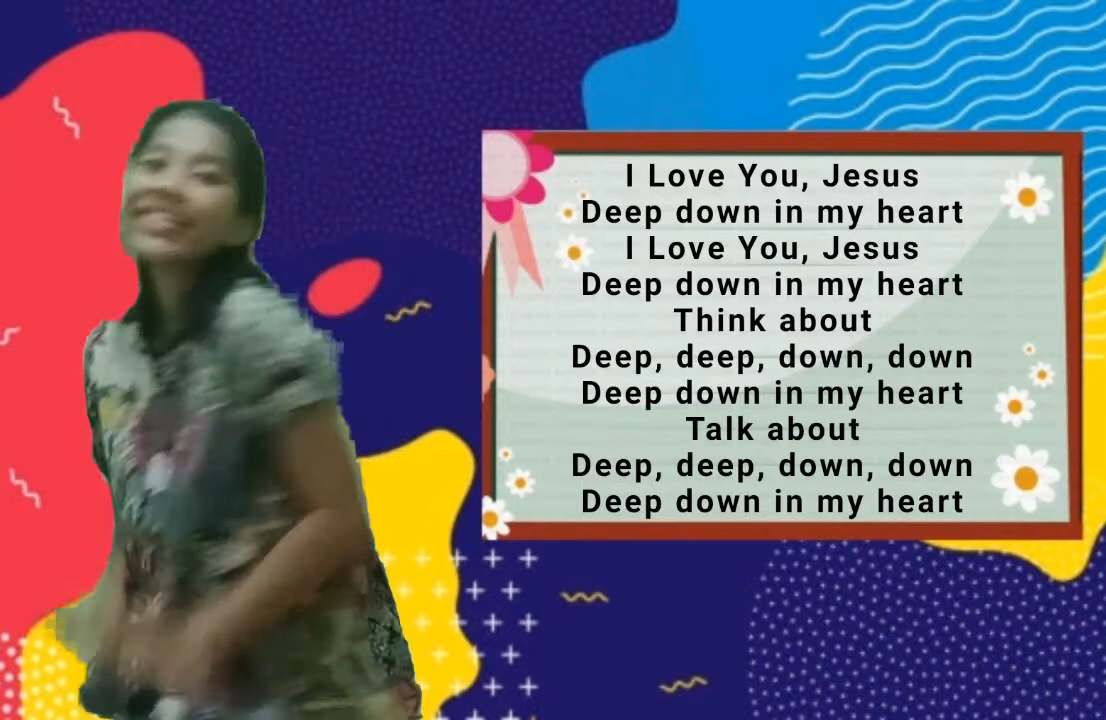 I Love You, Jesus
Deep down in my heart
I Love You, Jesus
Deep down in my heart
Think about
Deep, deep, down, down
Deep down in my heart
Talk about
Deep, deep, down, down
Deep down in my heart